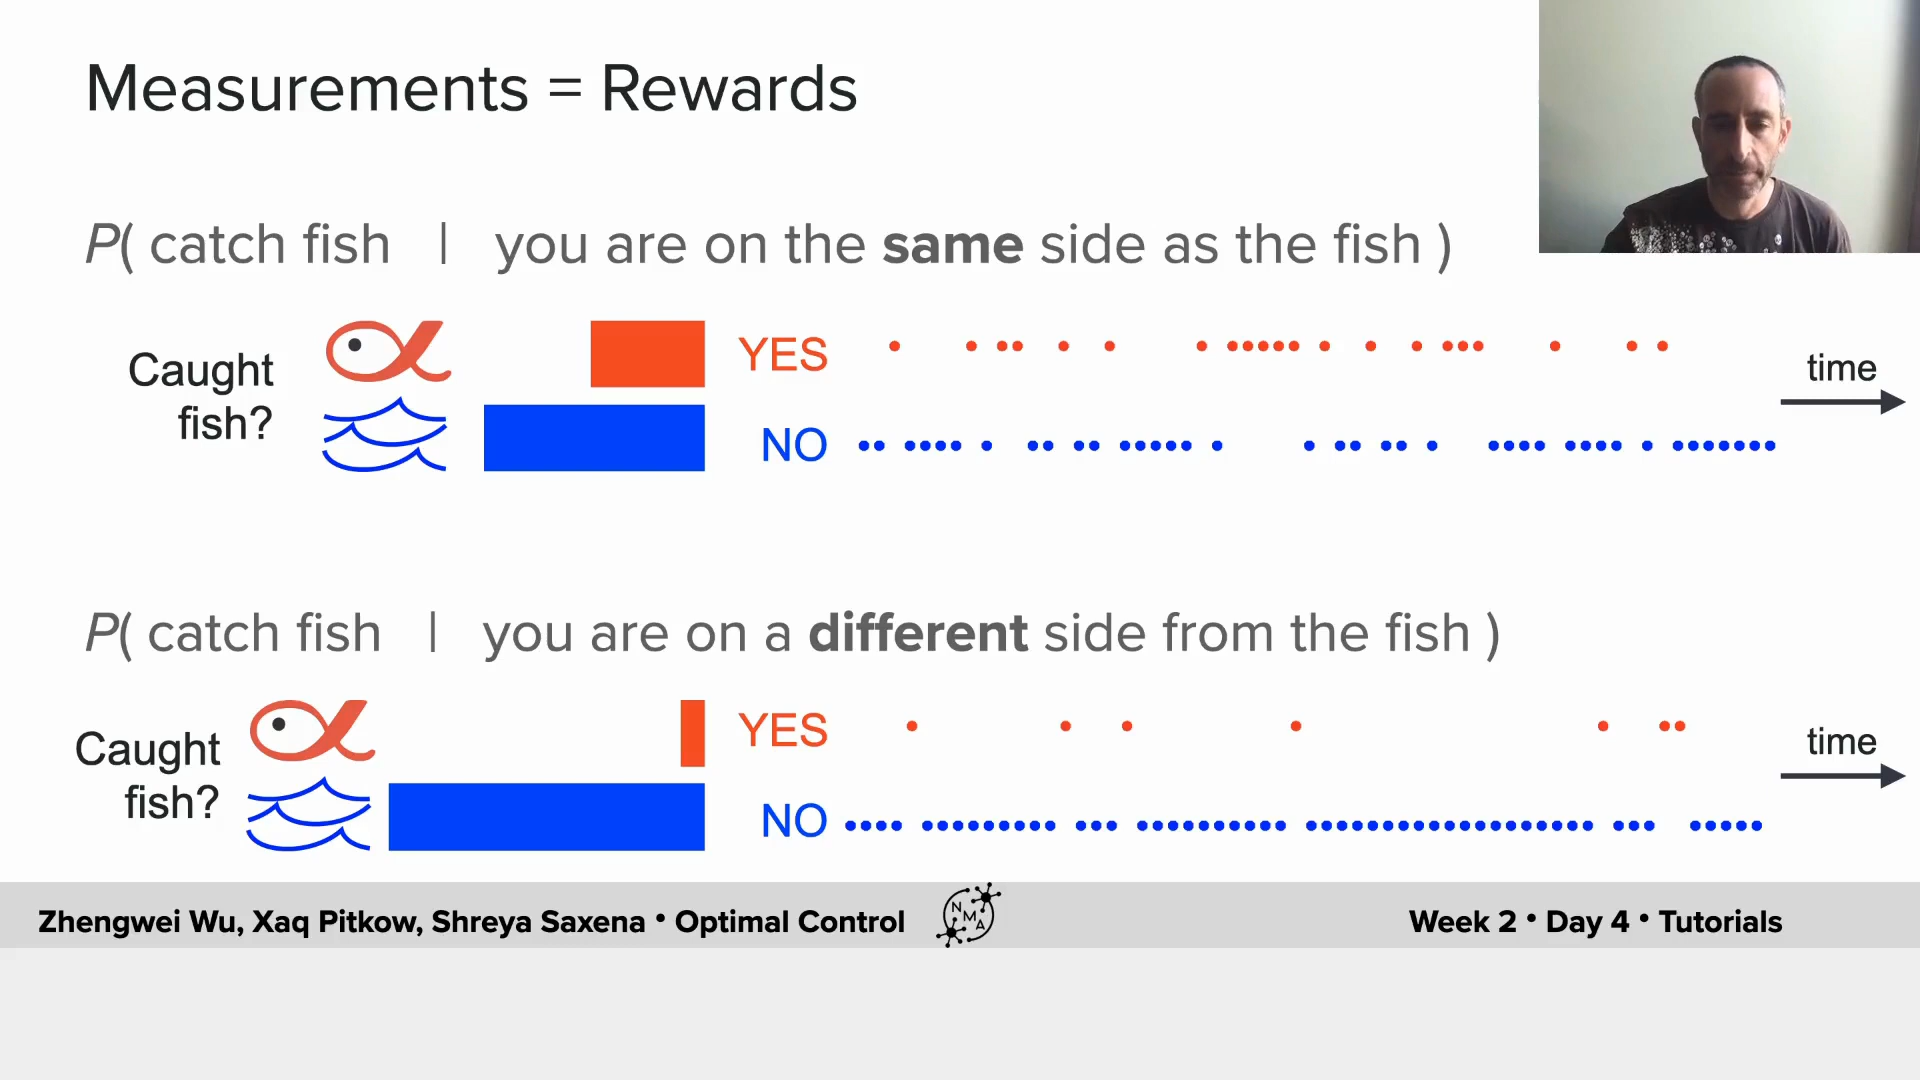 Measurements = Rewards
P( catch fish | you are on the same side as the fish )
Caught
fish?
YES
NO
time
P( catch fish | you are on a different side from the fish )
Caught
fish?
YES
NO
time
Zhengwei Wu, Xaq Pitkow, Shreya Saxena • Optimal Control
NMA
Week 2 • Day 4 • Tutorials